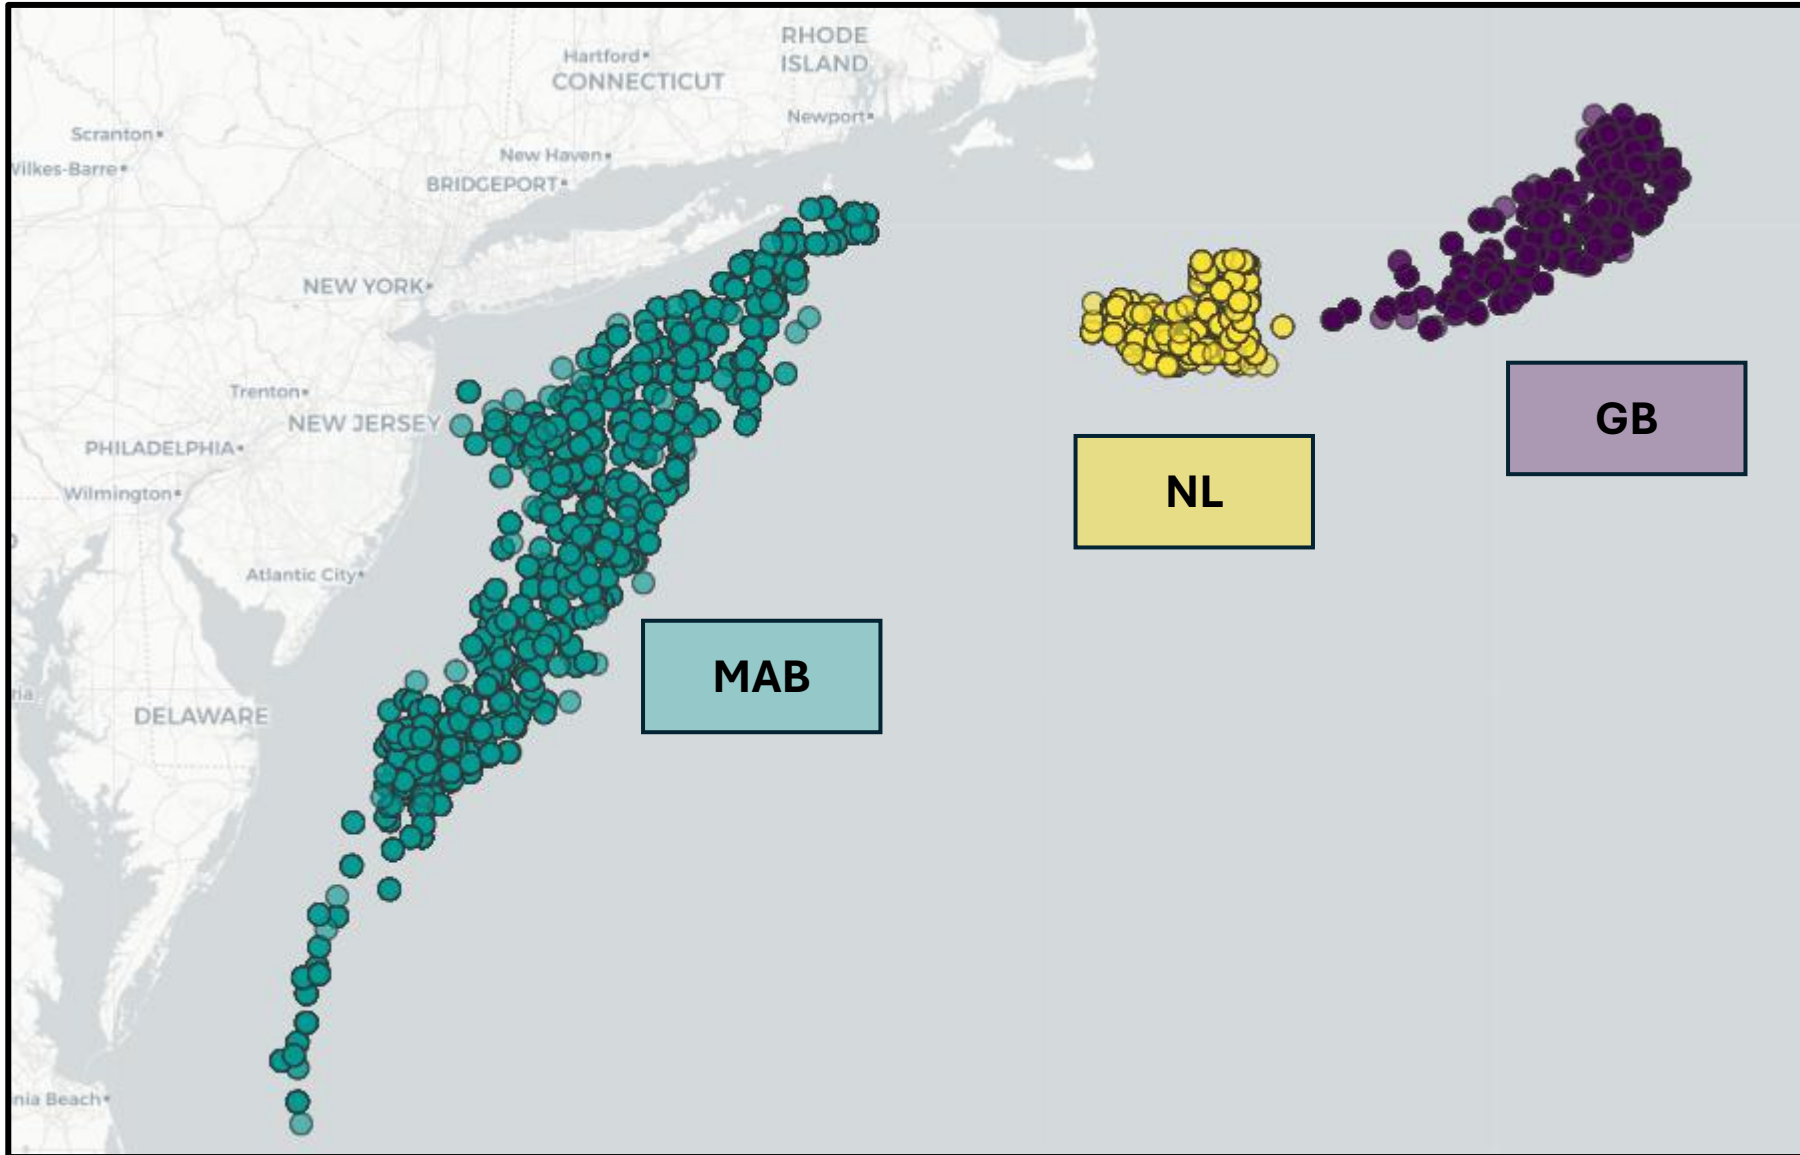 RHODE
ISLAND
Hartford
CONNECTICUT
Newport
Scranton
Wilkes-Barre
New Haven
BRIDGEPORT
NEW YORK
Trenton
NEW JERSEY
PHILADELPHIA
Wilmington
Atlantic City
DELAWARE
nia Beach
GB
NL
MAB